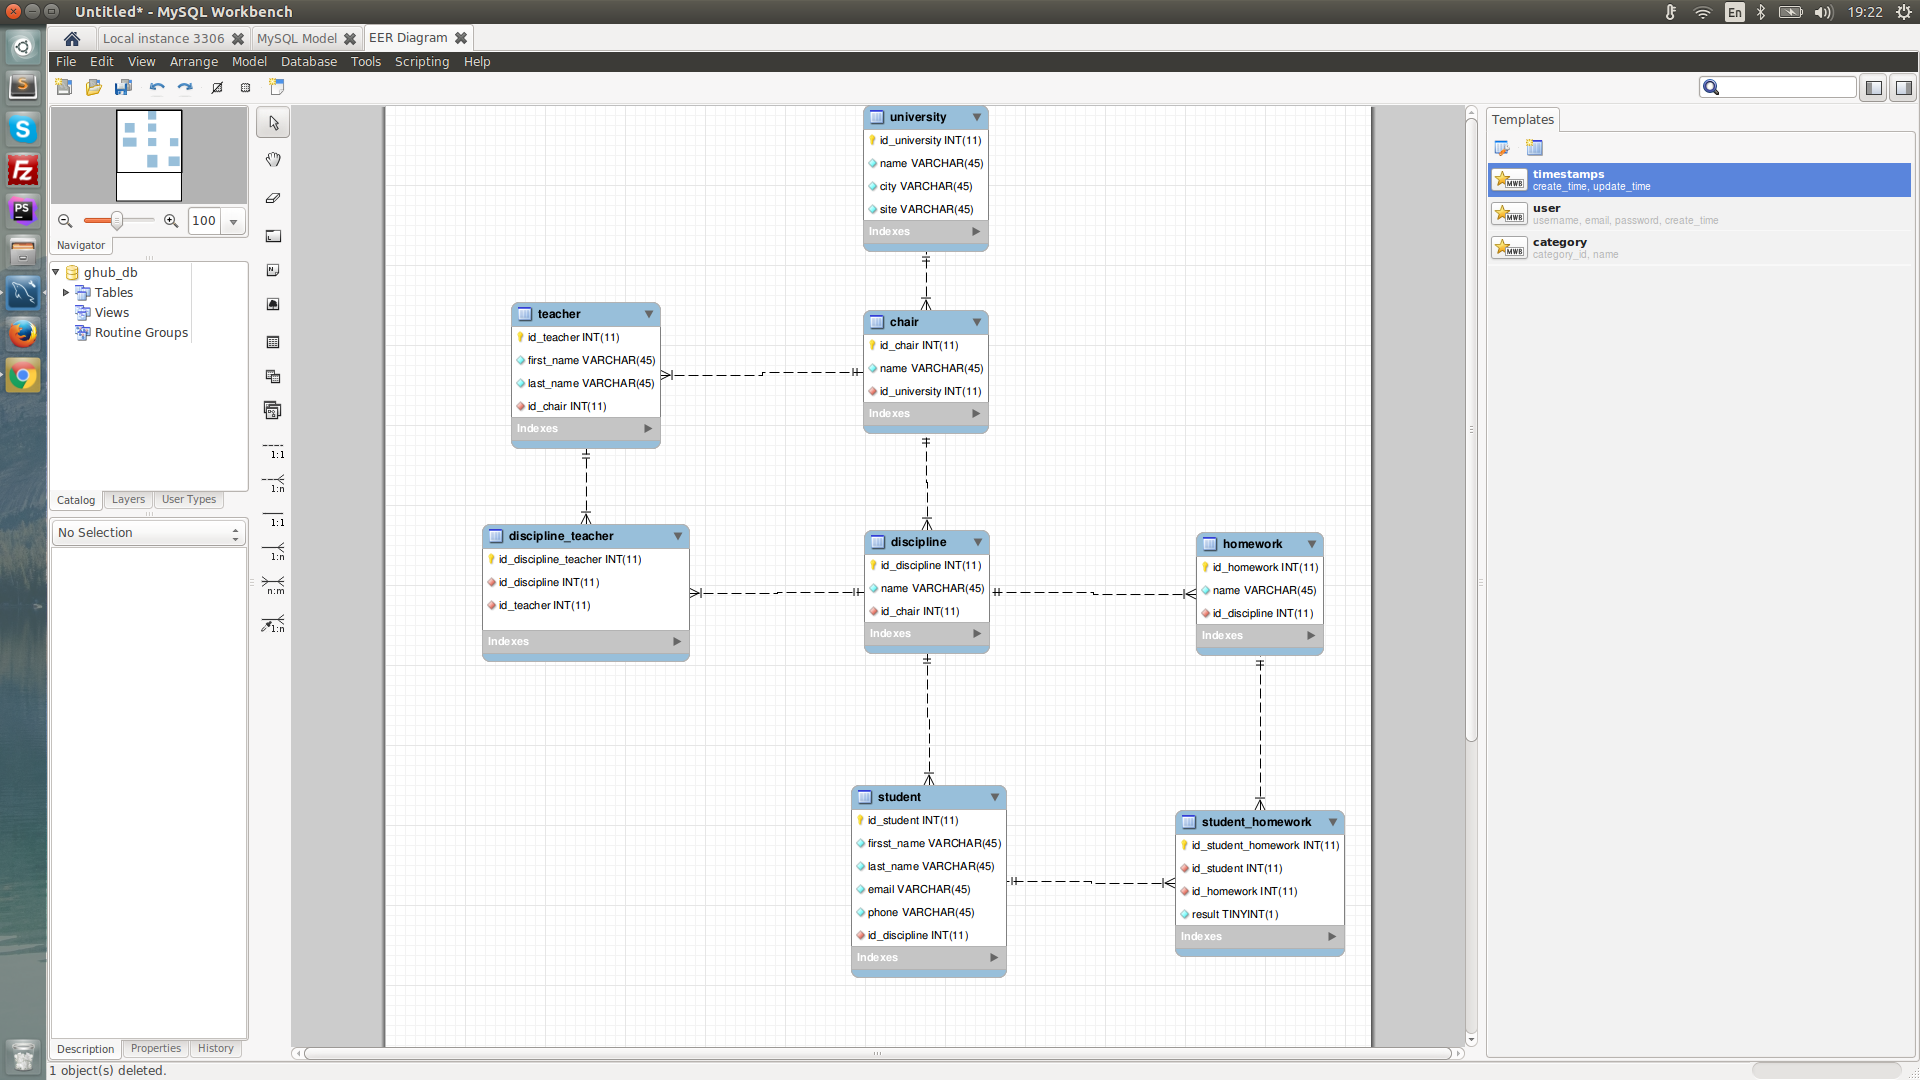 Untitled* - MySQL Workbench
En
19:22
Local instance 3306
MySQL Model
EER Diagram
File Edit View Arrange Model Database Tools Scripting Help
100
Navigator
ghub_db
Tables
Views
Routine Groups
Catalog Layers User Types
No Selection
Description Properties History
1 object(s) deleted.
1:1
1:n
1:1
1:n
n:m
1:n
university
id_university INT(11)
name VARCHAR(45)
city VARCHAR(45)
site VARCHAR(45)
Indexes
teacher
id_teacher INT(11)
first_name VARCHAR(45)
last_name VARCHAR(45)
id_chair INT(11)
Indexes
chair
id_chair INT(11)
name VARCHAR(45)
id_university INT(11)
Indexes
discipline_teacher
id_discipline_teacher INT(11)
id_discipline INT(11)
id_teacher INT(11)
Indexes
discipline
id_discipline INT(11)
name VARCHAR(45)
id_chair INT(11)
Indexes
homework
id_homework INT(11)
name VARCHAR(45)
id_discipline INT(11)
Indexes
student
id_student INT(11)
firsst_name VARCHAR(45)
last_name VARCHAR(45)
email VARCHAR(45)
phone VARCHAR(45)
id_discipline INT(11)
Indexes
student_homework
id_student_homework INT(11)
id_student INT(11)
id_homework INT(11)
result TINYINT(1)
Indexes
Templates
MWB
timestamps
create_time, update_time
MWB
user
username, email, password, create_time
MWB
category
category_id, name
S
S
Fz
PS